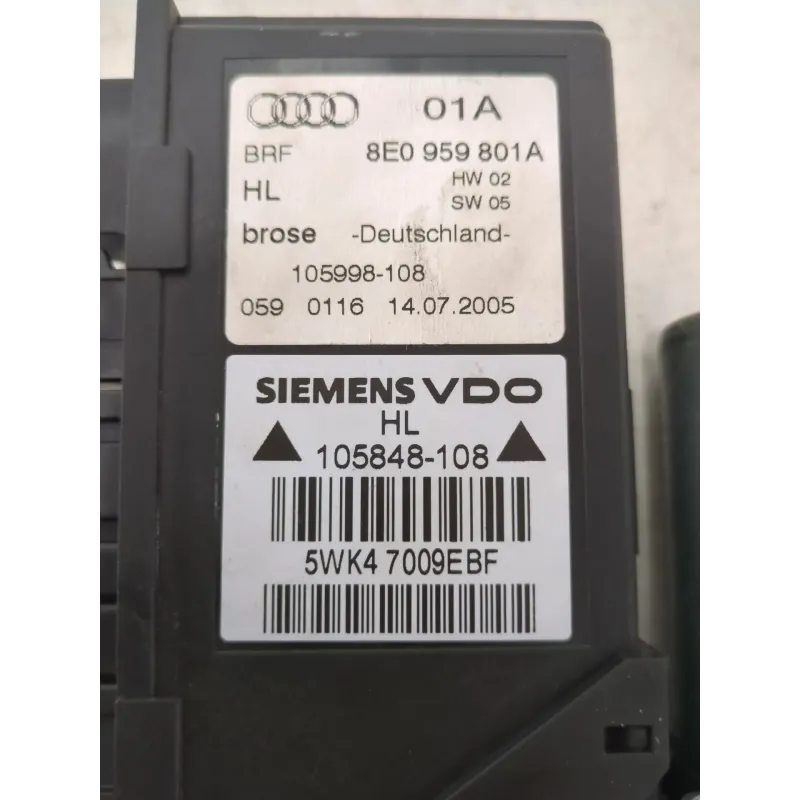 01A
BRF 8E0 959 801A
HL HW 02
SW 05
brose -Deutschland-
105998-108
059 0116 14.07.2005
SIEMENS VDO
HL
105848-108
5WK4 7009EBF